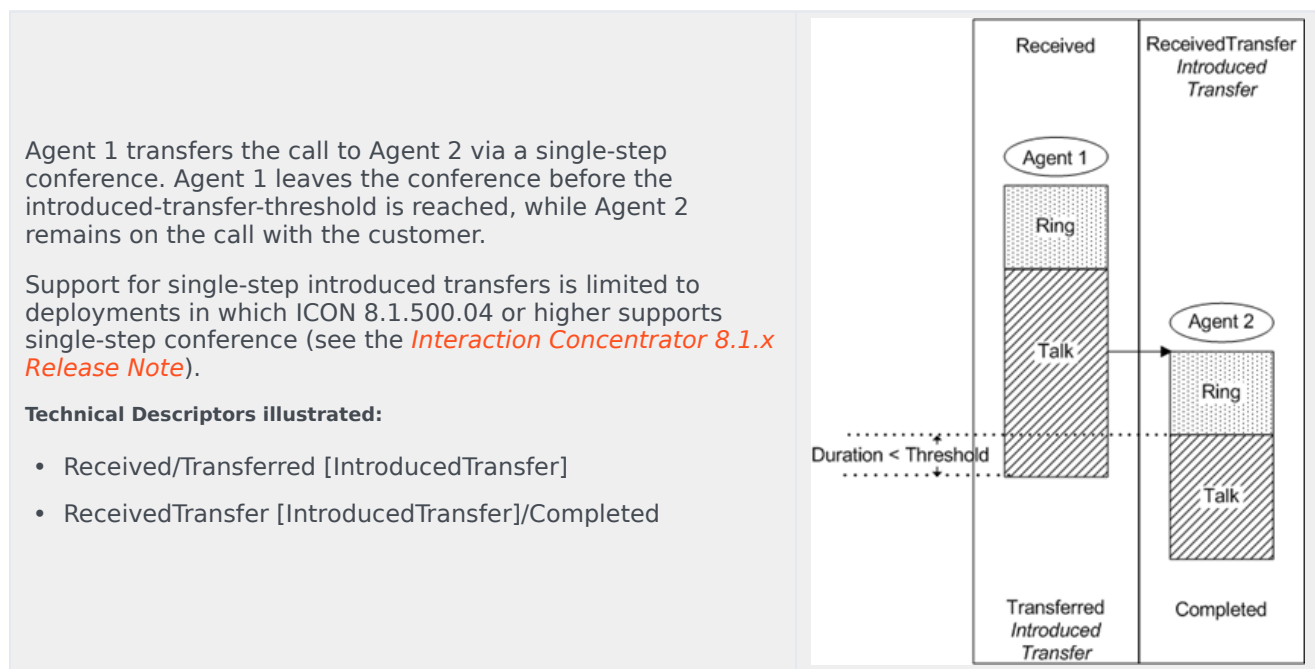 Agent 1 transfers the call to Agent 2 via a single-step
conference. Agent 1 leaves the conference before the
introduced-transfer-threshold is reached, while Agent 2
remains on the call with the customer.
Support for single-step introduced transfers is limited to
deployments in which ICON 8.1.500.04 or higher supports
single-step conference (see the Interaction Concentrator 8.1.x
Release Note).
Technical Descriptors illustrated:
• Received/Transferred [IntroducedTransfer]
• ReceivedTransfer [IntroducedTransfer]/Completed
Received
ReceivedTransfer
Introduced
Transfer
Agent 1
Ring
Talk
Agent 2
Ring
Talk
Duration < Threshold
Transferred
Introduced
Transfer
Completed